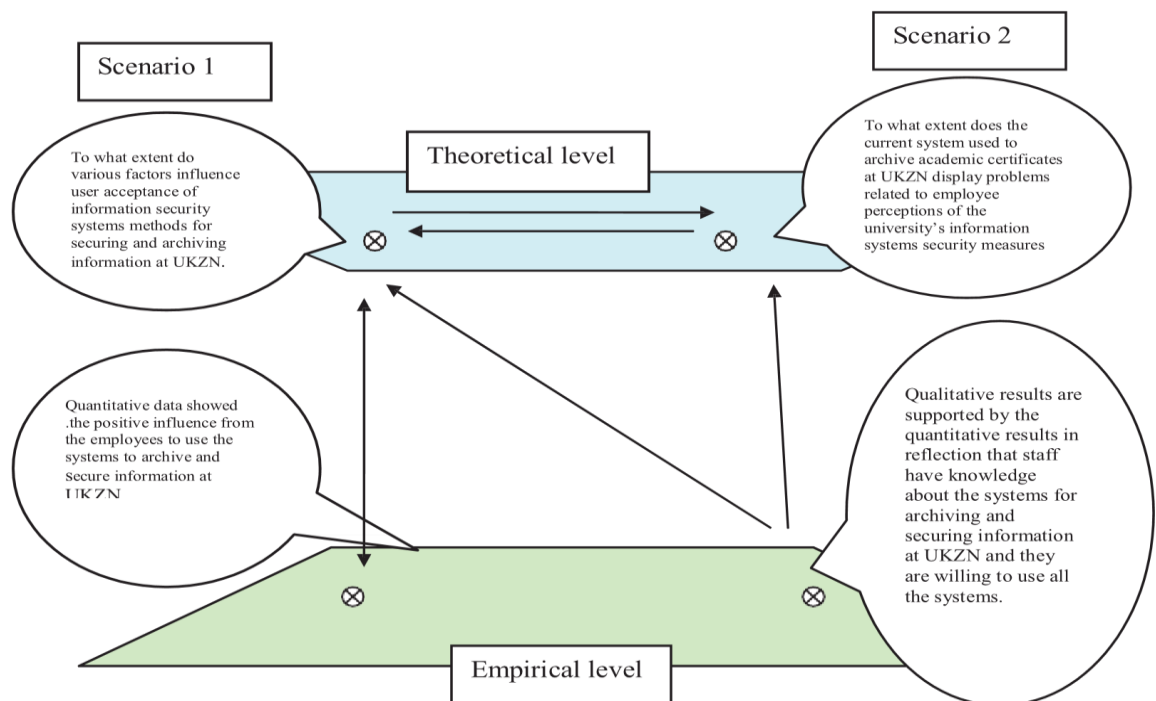 Scenario 1
Scenario 2
To what extent do
various factors influence
user acceptance of
information security
systems methods for
securing and archiving
information at UKZN.
Theoretical level
To what extent does the
current system used to
archive academic certificates
at UKZN display problems
related to employee
perceptions of the
university's information
systems security measures
Quantitative data showed
.the positive influence from
the employees to use the
systems to archive and
secure information at
UKZN
Qualitative results are
supported by the
quantitative results in
reflection that staff
have knowledge
about the systems for
archiving and
securing information
at UKZN and they
are willing to use all
the systems.
Empirical level